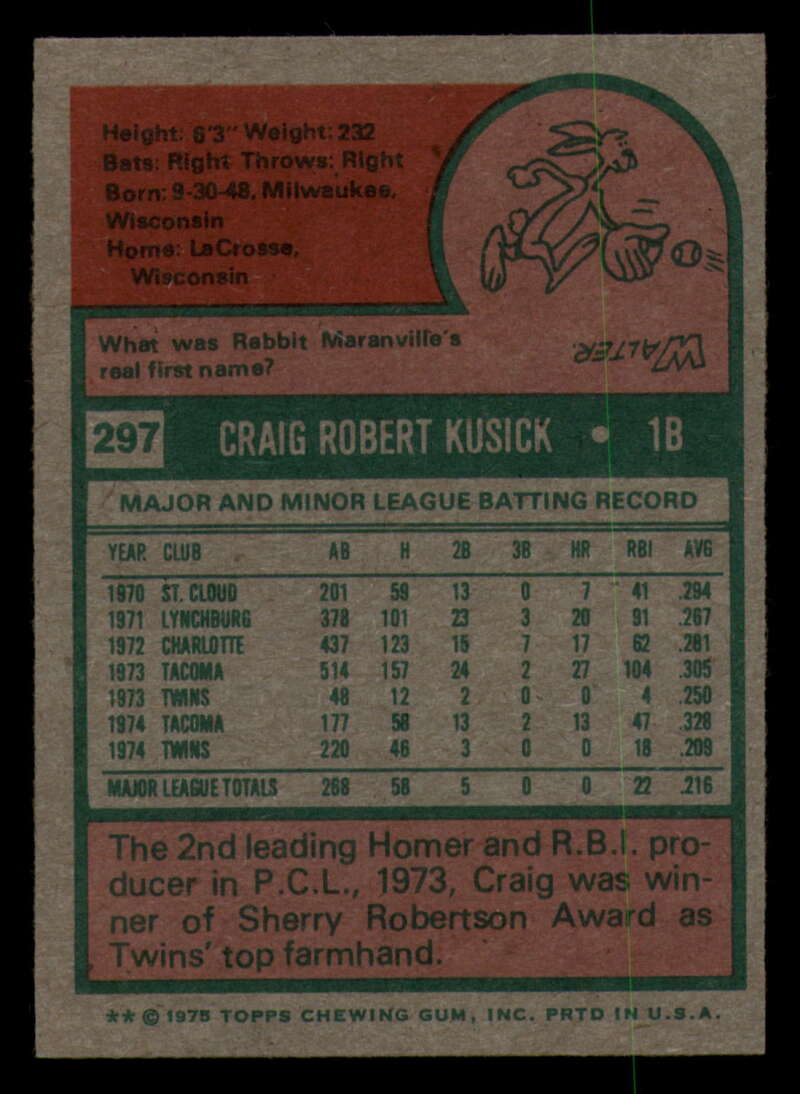 Height: 6'3" Weight: 232
Bats: Right Throws: Right
Born: 9-30-48, Milwaukee,
Wisconsin
Home: LaCrosse,
Wisconsin
What was Rabbit Maranville's
real first name?
WALTER.
297 CRAIG ROBERT KUSICK • 1B
MAJOR AND MINOR LEAGUE BATTING RECORD
YEAR CLUB AB H 2B 3B HR RBI AVG
1970 ST. CLOUD 201 59 13 0 7 41 .294
1971 LYNCHBURG 378 101 23 3 20 91 .267
1972 CHARLOTTE 437 123 15 7 17 62 .281
1973 TACOMA 514 157 24 2 27 104 .305
1973 TWINS 48 12 2 0 0 4 .250
1974 TACOMA 177 58 13 2 13 47 .328
1974 TWINS 220 46 3 0 0 18 .209
MAJOR LEAGUE TOTALS 268 58 5 0 0 22 .216
The 2nd leading Homer and R.B.I. pro-
ducer in P.C.L., 1973, Craig was win-
ner of Sherry Robertson Award as
Twins' top farmhand.
** © 1975 TOPPS CHEWING GUM, INC. PRTD IN U.S.A.